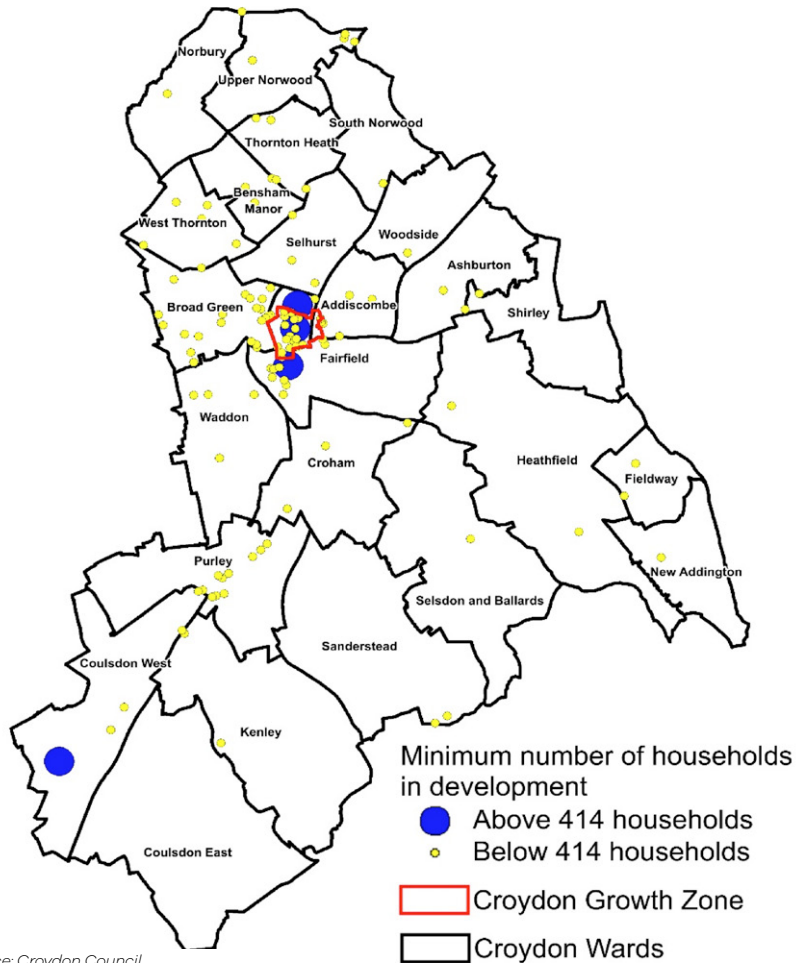 Norbury
Upper Norwood
South Norwood
Thornton Heath
Bensham
Manor
West Thornton
Selhurst
Woodside
Ashburton
Broad Green
Addiscombe
Shirley
Fairfield
Waddon
Croham
Heathfield
Fieldway
Purley
New Addington
Selsdon and Ballards
Sanderstead
Coulsdon West
Kenley
Coulsdon East
Minimum number of households
in development
Above 414 households
Below 414 households
Croydon Growth Zone
Croydon Wards
Croydon Council